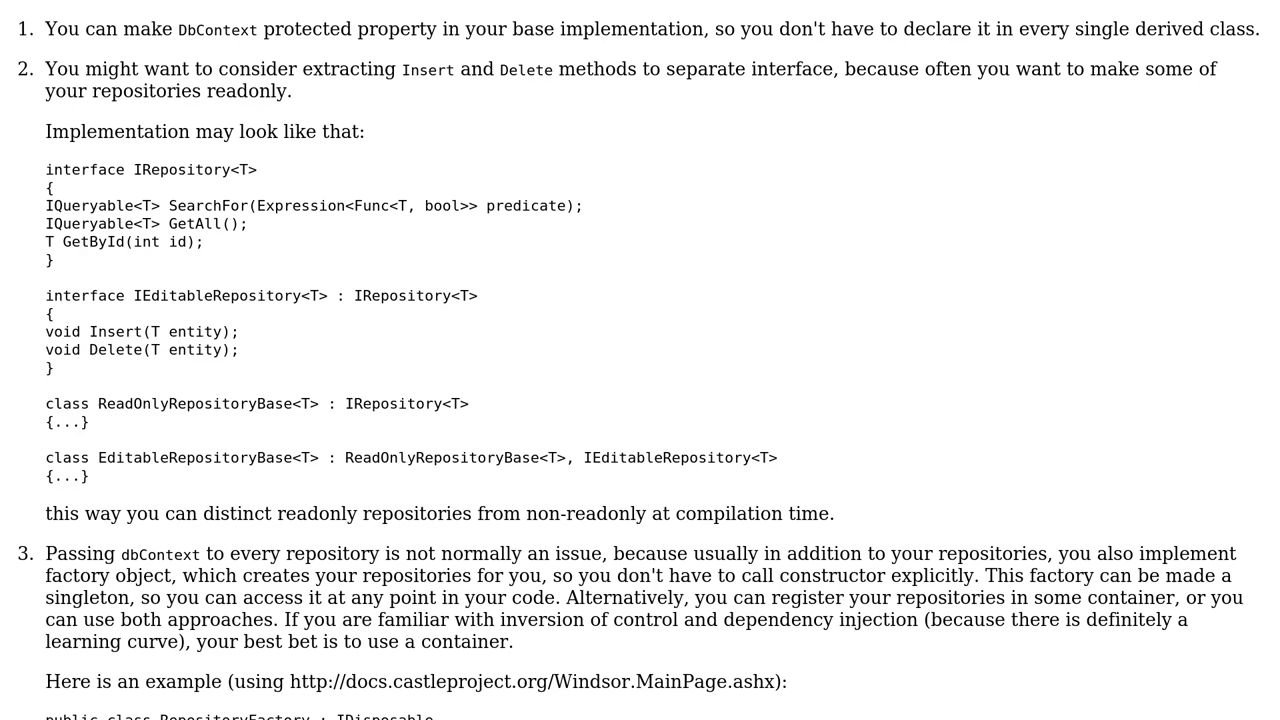 1. You can make DbContext protected property in your base implementation, so you don't have to declare it in every single derived class.
2. You might want to consider extracting Insert and Delete methods to separate interface, because often you want to make some of
your repositories readonly.
Implementation may look like that:
interface IRepository<T>
{
IQueryable<T> SearchFor(Expression<Func<T, bool>> predicate);
IQueryable<T> GetAll();
T GetById(int id);
}
interface IEditableRepository<T> : IRepository<T>
{
void Insert(T entity);
void Delete(T entity);
}
class ReadOnlyRepositoryBase<T> : IRepository<T>
{...}
class EditableRepositoryBase<T> : ReadOnlyRepositoryBase<T>, IEditableRepository<T>
{...}
this way you can distinct readonly repositories from non-readonly at compilation time.
3. Passing dbContext to every repository is not normally an issue, because usually in addition to your repositories, you also implement
factory object, which creates your repositories for you, so you don't have to call constructor explicitly. This factory can be made a
singleton, so you can access it at any point in your code. Alternatively, you can register your repositories in some container, or you
can use both approaches. If you are familiar with inversion of control and dependency injection (because there is definitely a
learning curve), your best bet is to use a container.
Here is an example (using http://docs.castleproject.org/Windsor.MainPage.ashx):
public class RepositoryFactory : IDisposable